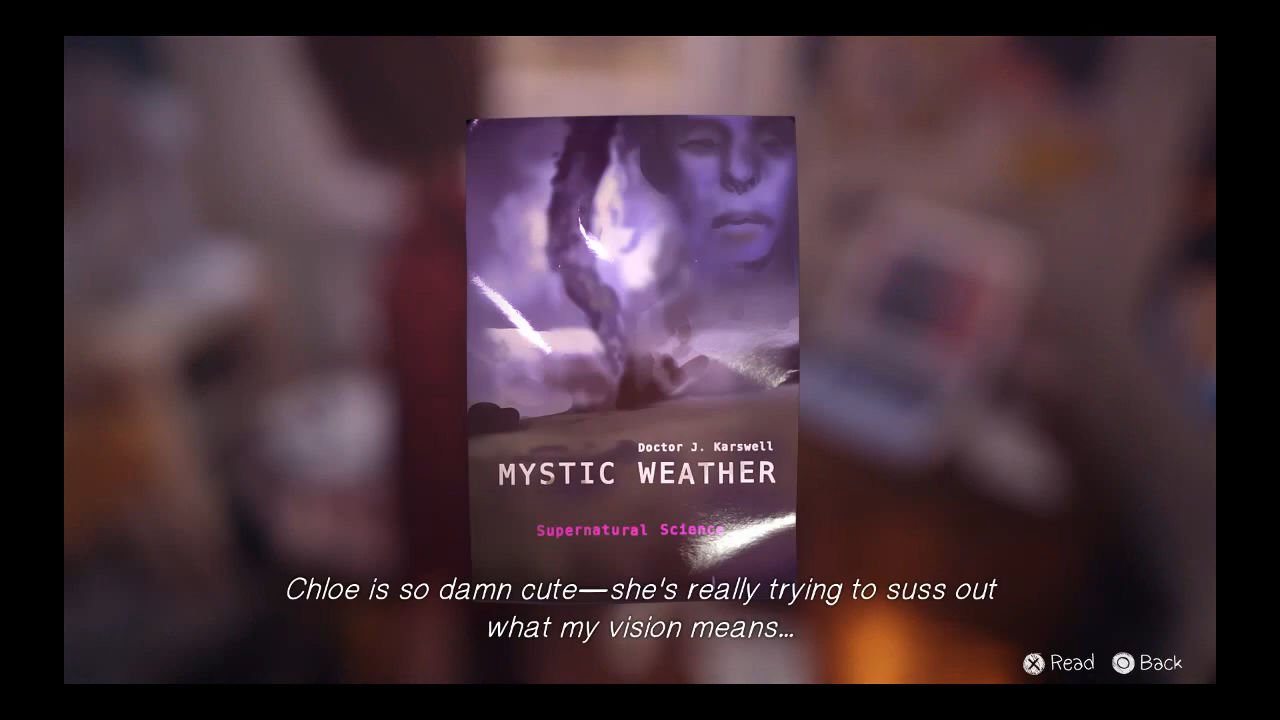 Doctor J. Karswell
MYSTIC WEATHER
Supernatural Science
Chloe is so damn cute—she's really trying to suss out
what my vision means...
Read Back